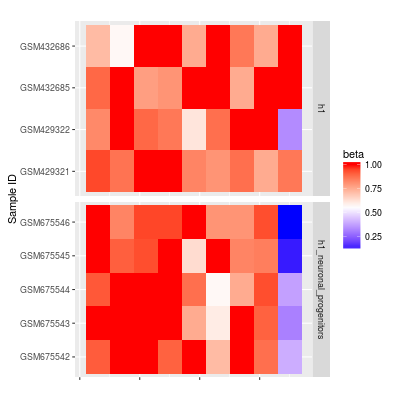 GSM432686
GSM432685
GSM429322
GSM429321
h1
GSM675546
GSM675545
GSM675544
GSM675543
GSM675542
h1_neuronal_progenitors
Sample ID
beta
1.00
0.75
0.50
0.25